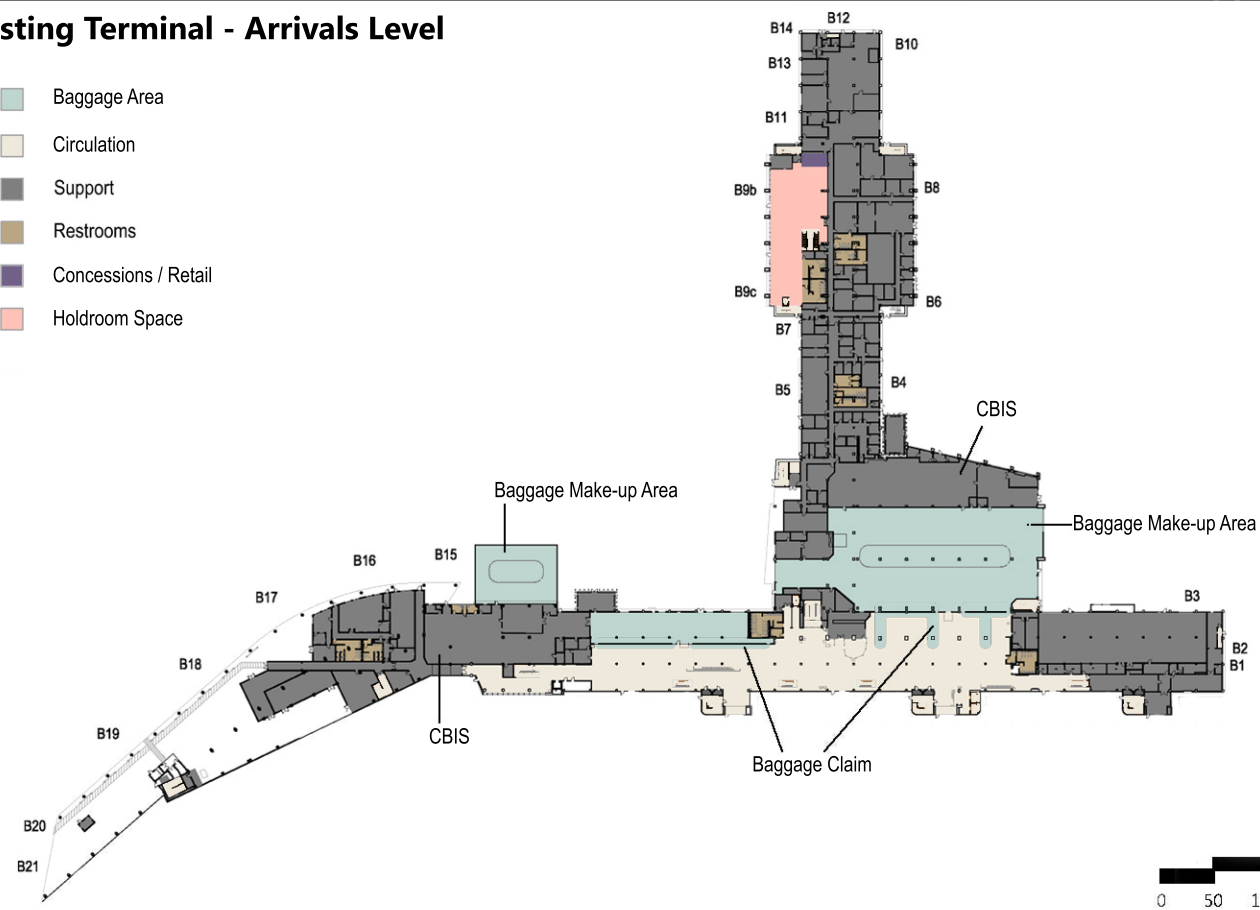 sting Terminal - Arrivals Level
Baggage Area
Circulation
Support
Restrooms
Concessions / Retail
Holdroom Space
B12
B14
B10
B13
B11
B9b
B8
B9c
B6
B7
B5
B4
CBIS
Baggage Make-up Area
Baggage Make-up Area
B15
B16
B17
B3
B2
B1
B18
B19
CBIS
Baggage Claim
B20
B21
0 50 1